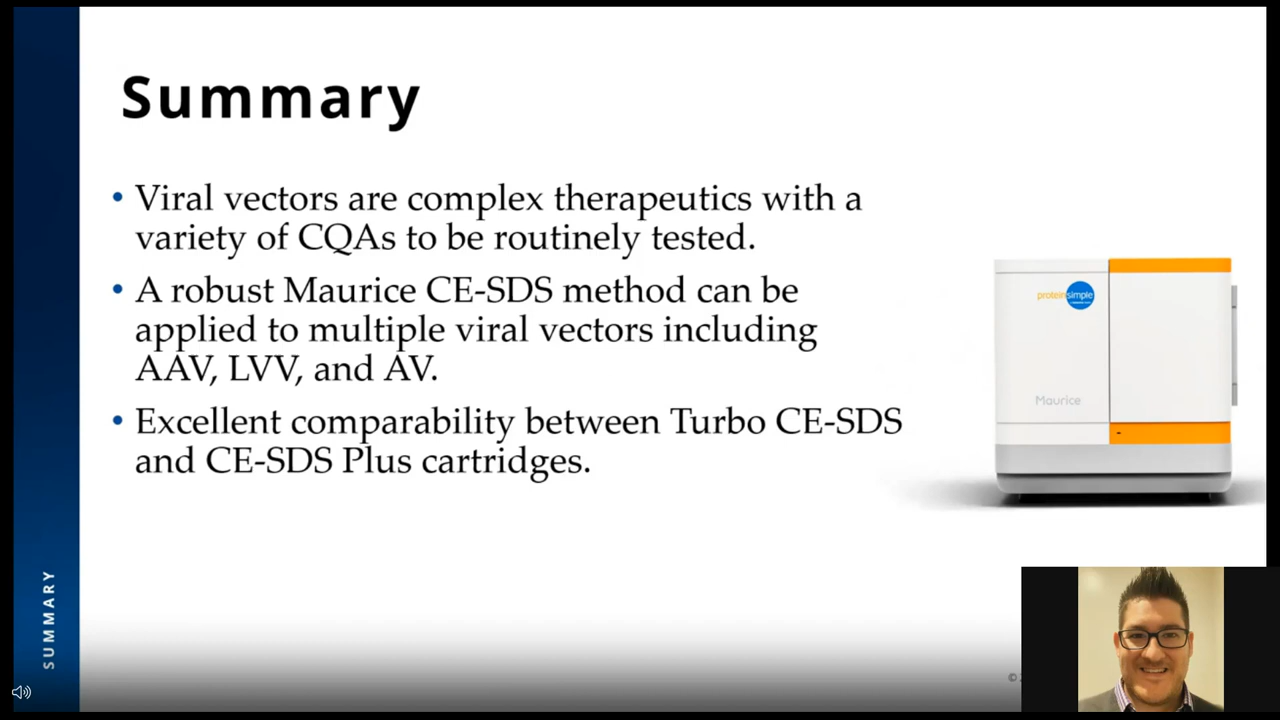 Summary
• Viral vectors are complex therapeutics with a
variety of CQAs to be routinely tested.
• A robust Maurice CE-SDS method can be
applied to multiple viral vectors including
AAV, LVV, and AV.
• Excellent comparability between Turbo CE-SDS
and CE-SDS Plus cartridges.
proteinsimple
Maurice
SUMMARY
©